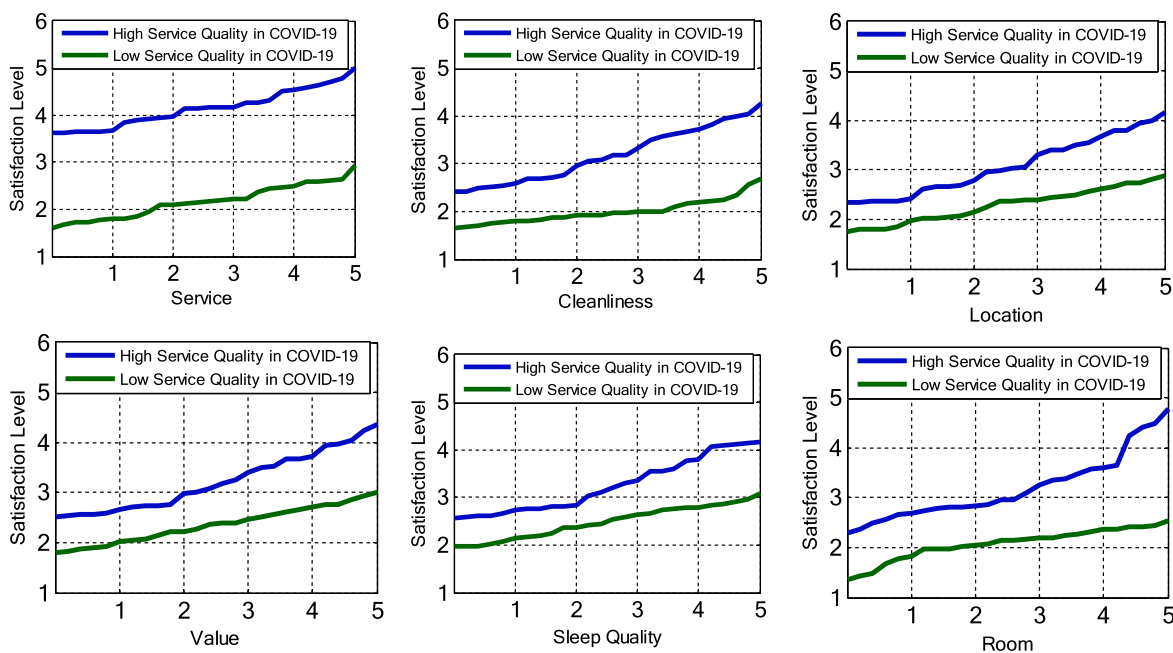 6
High Service Quality in COVID-19
Low Service Quality in COVID-19
5
4
3
2
1
Satisfaction Level
1 2 3 4 5
Service
6
High Service Quality in COVID-19
Low Service Quality in COVID-19
5
4
3
2
1
Satisfaction Level
1 2 3 4 5
Cleanliness
6
High Service Quality in COVID-19
Low Service Quality in COVID-19
5
4
3
2
1
Satisfaction Level
1 2 3 4 5
Location
6
High Service Quality in COVID-19
Low Service Quality in COVID-19
5
4
3
2
1
Satisfaction Level
1 2 3 4 5
Value
6
High Service Quality in COVID-19
Low Service Quality in COVID-19
5
4
3
2
1
Satisfaction Level
1 2 3 4 5
Sleep Quality
6
High Service Quality in COVID-19
Low Service Quality in COVID-19
5
4
3
2
1
Satisfaction Level
1 2 3 4 5
Room